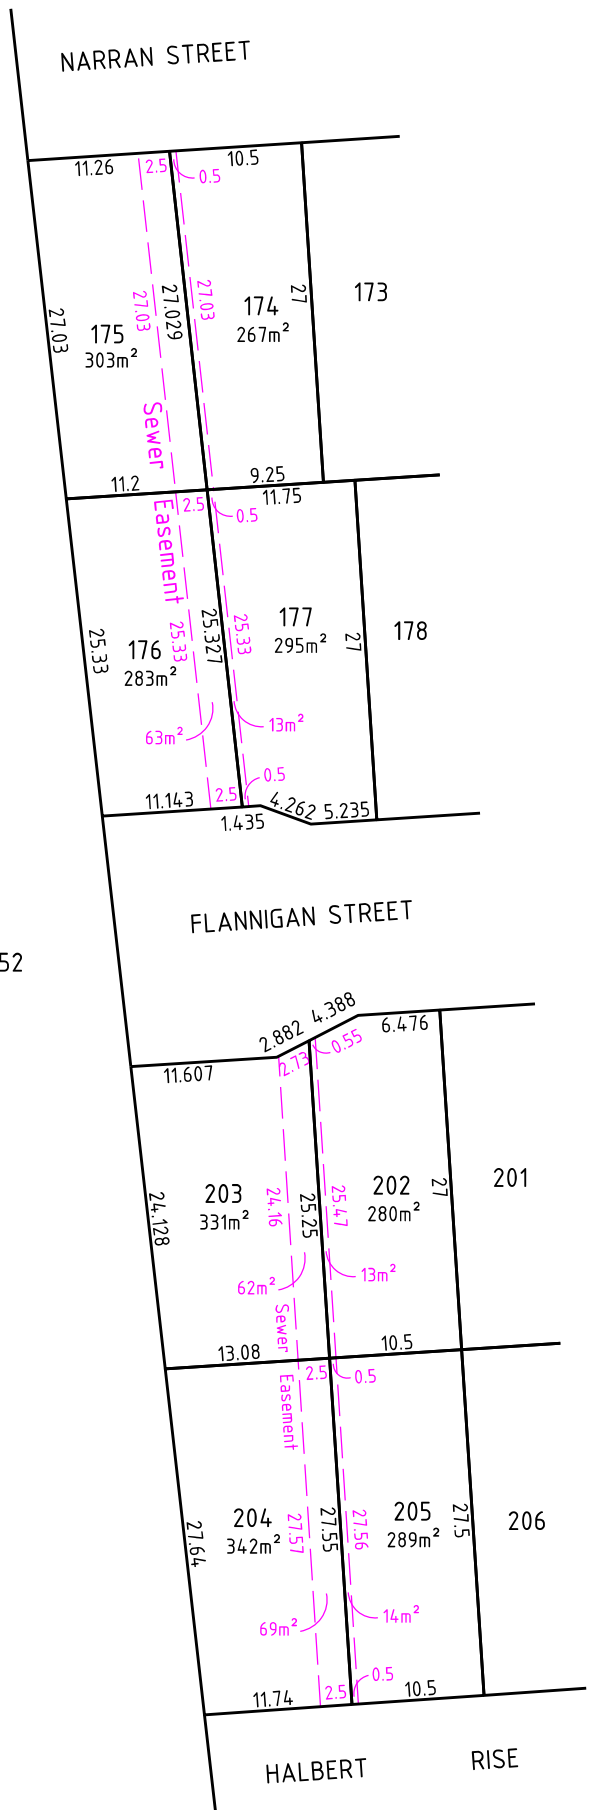 NARRAN STREET
11.26
2.5
0.5
10.5
27.03
27.03
27.029
27.03
27
175
303m²
174
267m²
173
Sewer
Easement
11.2
9.25
2.5
0.5
11.75
25.33
25.33
25.327
25.33
27
176
283m²
177
295m²
178
63m²
13m²
11.143
2.5
0.5
1.435
4.262
5.235
FLANNIGAN STREET
52
11.607
2.882
4.388
6.476
2.73
0.55
24.128
24.16
25.25
25.47
27
203
331m²
202
280m²
201
62m²
13m²
Sewer
Easement
13.08
10.5
2.5
0.5
27.64
27.57
27.55
27.56
27.5
204
342m²
205
289m²
206
69m²
14m²
11.74
2.5
0.5
10.5
HALBERT RISE